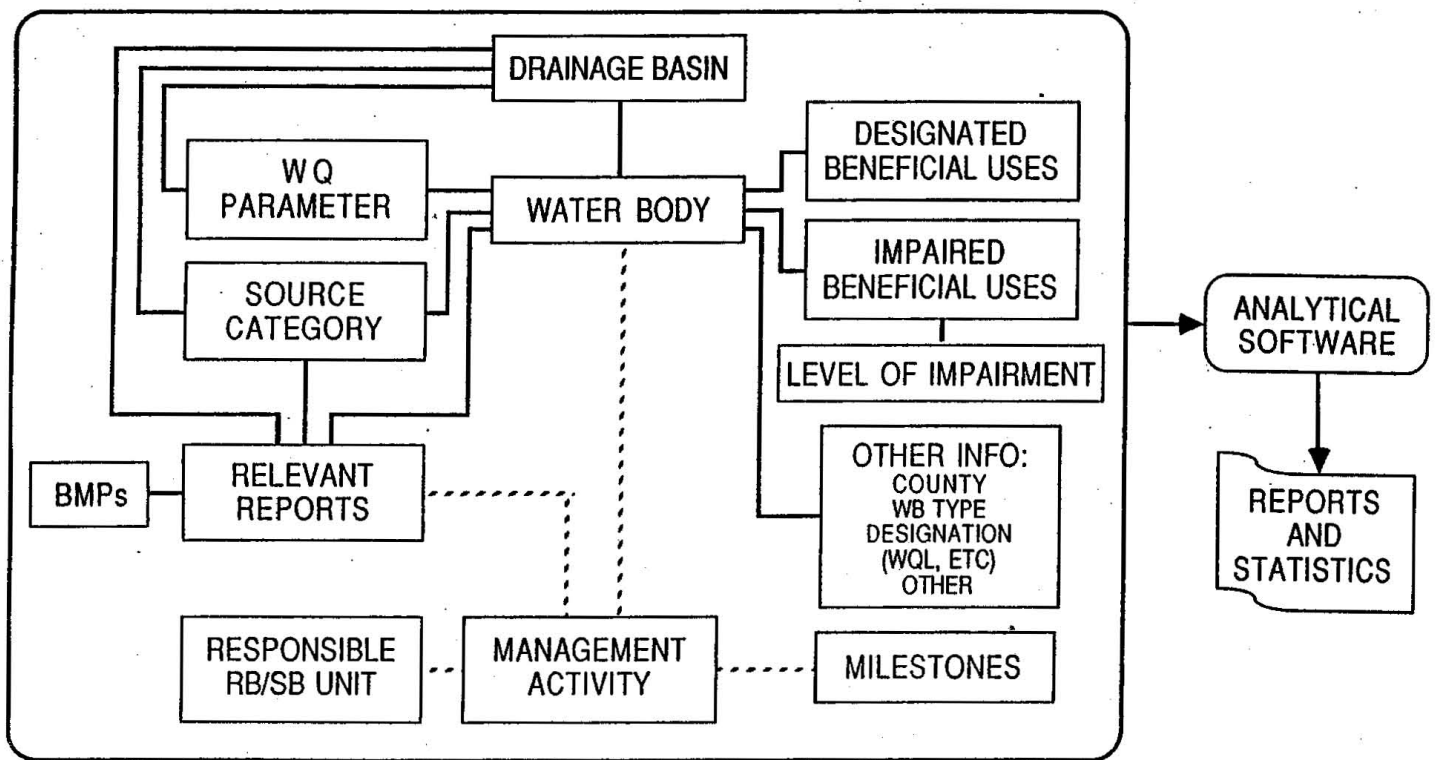 DRAINAGE BASIN
WQ
PARAMETER
WATER BODY
DESIGNATED
BENEFICIAL USES
IMPAIRED
BENEFICIAL USES
SOURCE
CATEGORY
LEVEL OF IMPAIRMENT
ANALYTICAL
SOFTWARE
BMPs
RELEVANT
REPORTS
OTHER INFO:
COUNTY
WB TYPE
DESIGNATION
(WQL, ETC)
OTHER
REPORTS
AND
STATISTICS
RESPONSIBLE
RB/SB UNIT
MANAGEMENT
ACTIVITY
MILESTONES